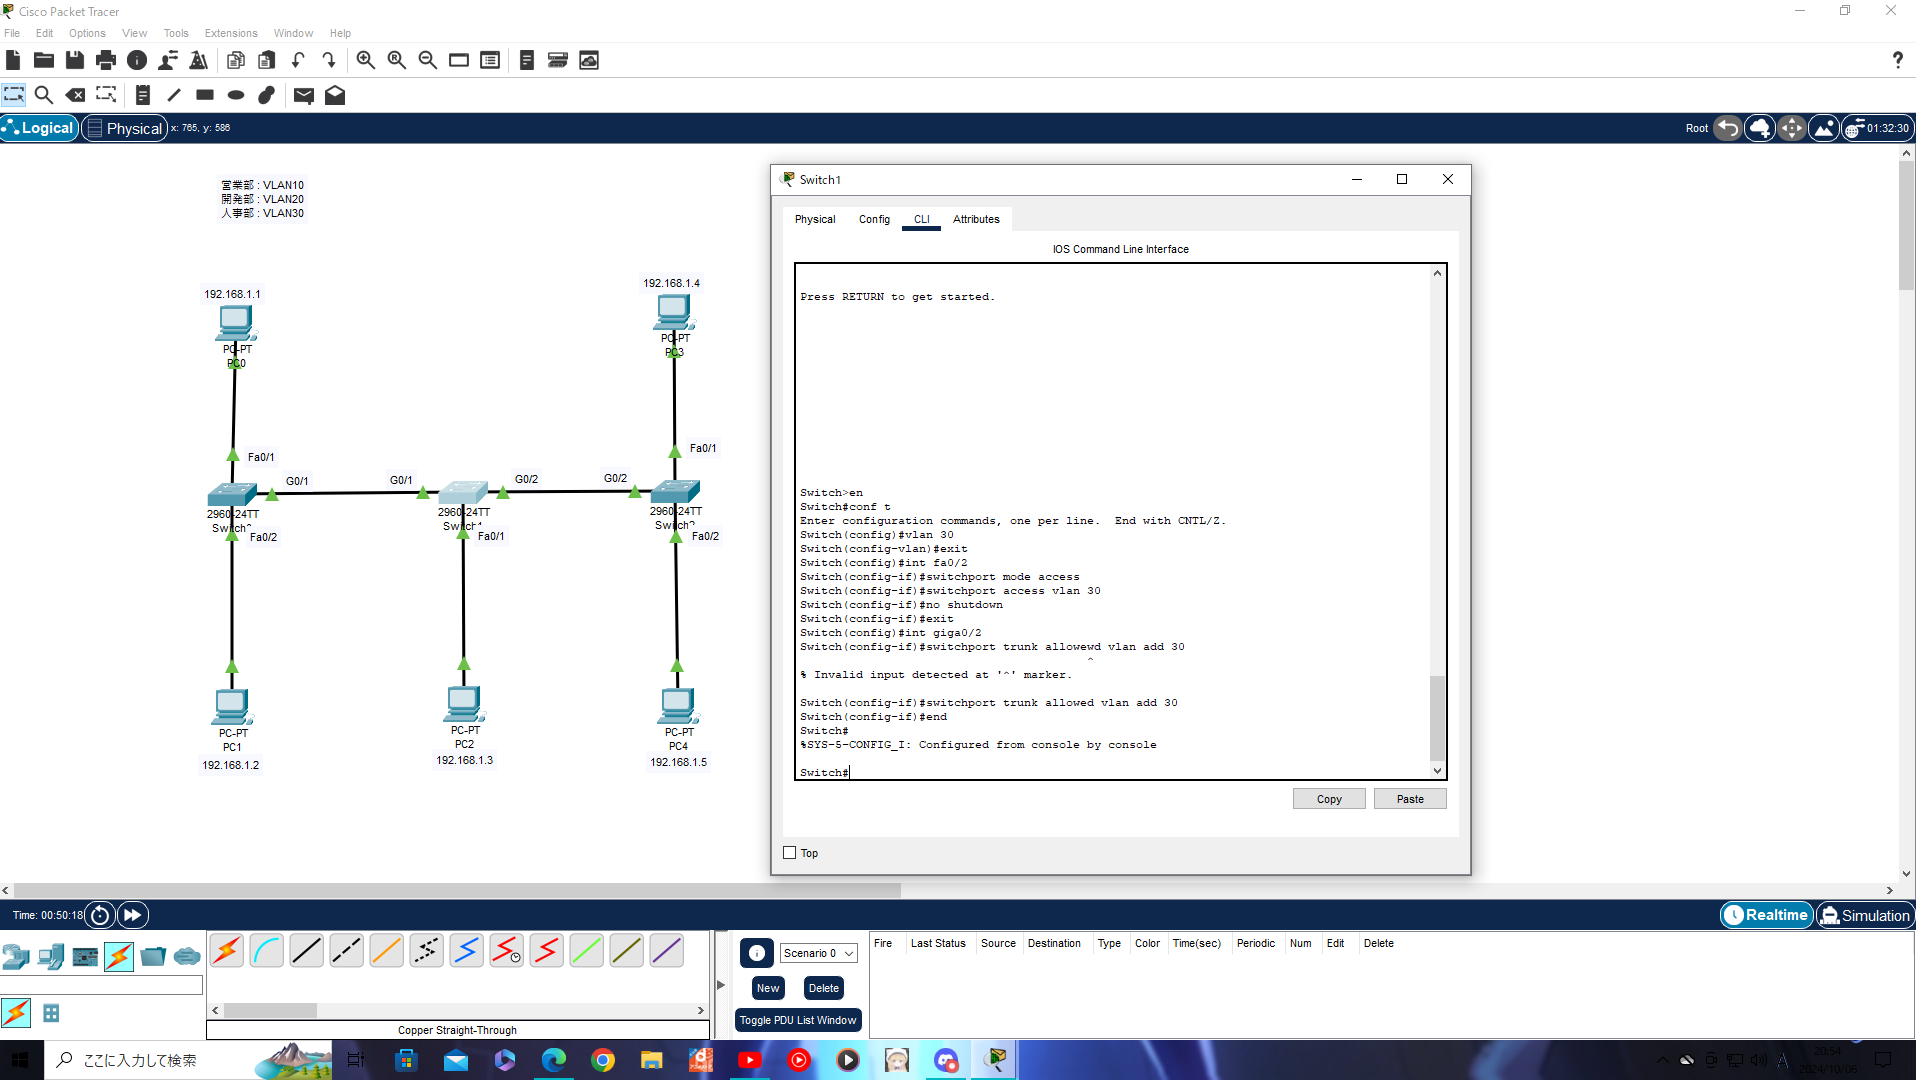 Cisco Packet Tracer
File Edit Options View Tools Extensions Window Help
Logical Physical x: 765, y: 586 Root 01:32:30
営業部 : VLAN10
開発部 : VLAN20
人事部 : VLAN30
192.168.1.1
PC-PT
PC0
192.168.1.4
PC-PT
PC3
Fa0/1
Fa0/1
G0/1
G0/1
G0/2
G0/2
2960-24TT
2960-24TT
2960-24TT
Fa0/2
Fa0/1
Fa0/2
PC-PT
PC1
192.168.1.2
PC-PT
PC2
192.168.1.3
PC-PT
PC4
192.168.1.5
Switch1
Physical Config CLI Attributes
IOS Command Line Interface
Press RETURN to get started.
Switch>en
Switch#conf t
Enter configuration commands, one per line.  End with CNTL/Z.
Switch(config)#vlan 30
Switch(config-vlan)#exit
Switch(config)#int fa0/2
Switch(config-if)#switchport mode access
Switch(config-if)#switchport access vlan 30
Switch(config-if)#no shutdown
Switch(config-if)#exit
Switch(config)#int giga0/2
Switch(config-if)#switchport trunk allowewd vlan add 30
^
% Invalid input detected at '^' marker.
Switch(config-if)#switchport trunk allowed vlan add 30
Switch(config-if)#end
Switch#
%SYS-5-CONFIG_I: Configured from console by console
Switch#
Copy Paste
Top
Time: 00:50:18 Realtime Simulation
Scenario 0
New Delete
Toggle PDU List Window
Fire Last Status Source Destination Type Color Time(sec) Periodic Num Edit Delete
Copper Straight-Through
ここに入力して検索
20:54
2024/10/06